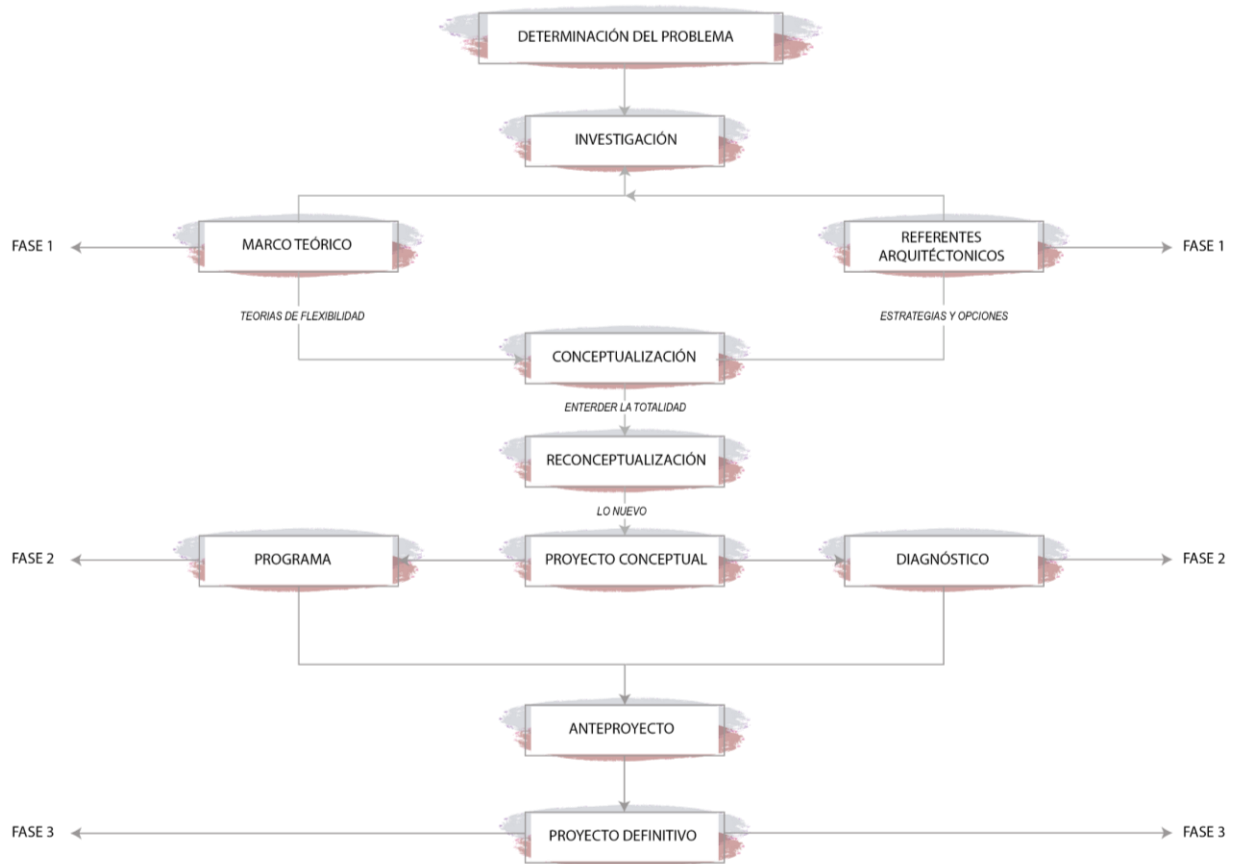 DETERMINACIÓN DEL PROBLEMA
INVESTIGACIÓN
FASE 1
MARCO TEÓRICO
REFERENTES
ARQUITÉCTONICOS
FASE 1
TEORIAS DE FLEXIBILIDAD
ESTRATEGIAS Y OPCIONES
CONCEPTUALIZACIÓN
ENTERDER LA TOTALIDAD
RECONCEPTUALIZACIÓN
LO NUEVO
FASE 2
PROGRAMA
PROYECTO CONCEPTUAL
DIAGNÓSTICO
FASE 2
ANTEPROYECTO
FASE 3
PROYECTO DEFINITIVO
FASE 3